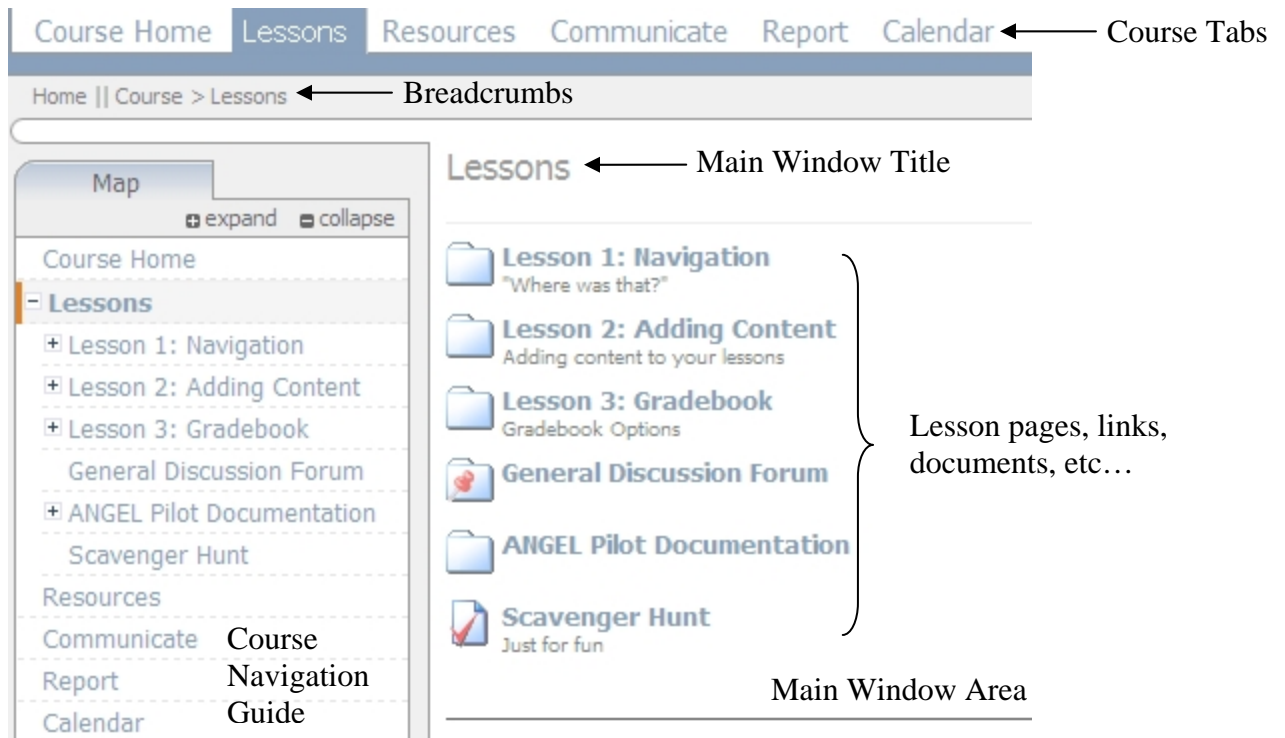 Course Home Lessons Resources Communicate Report Calendar Course Tabs
Home || Course > Lessons Breadcrumbs
Map
expand collapse
Course Home
Lessons
Lesson 1: Navigation
Lesson 2: Adding Content
Lesson 3: Gradebook
General Discussion Forum
ANGEL Pilot Documentation
Scavenger Hunt
Resources
Communicate
Report
Calendar
Course
Navigation
Guide
Lessons Main Window Title
Lesson 1: Navigation
"Where was that?"
Lesson 2: Adding Content
Adding content to your lessons
Lesson 3: Gradebook
Gradebook Options
General Discussion Forum
ANGEL Pilot Documentation
Scavenger Hunt
Just for fun
Lesson pages, links,
documents, etc…
Main Window Area